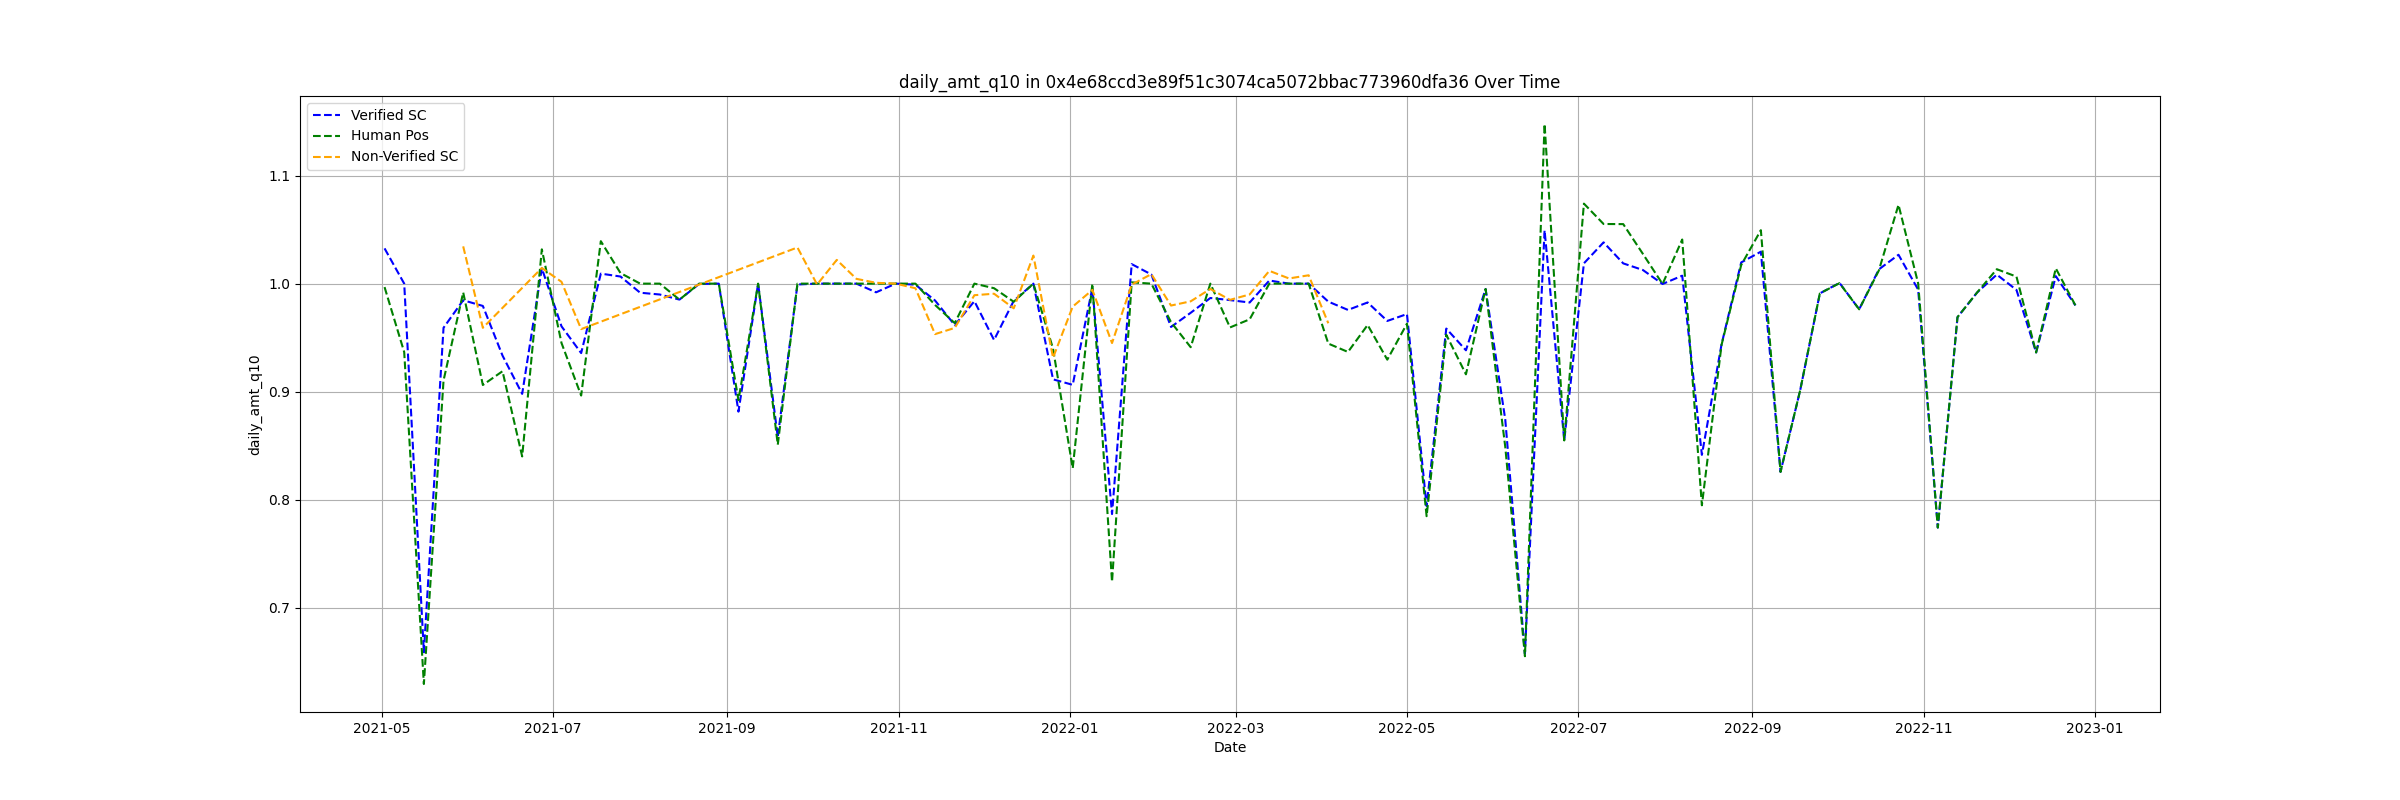 daily_amt_q10 in 0x4e68ccd3e89f51c3074ca5072bbac773960dfa36 Over Time
Verified SC
Human Pos
Non-Verified SC
daily_amt_q10
1.1
1.0
0.9
0.8
0.7
2021-05
2021-07
2021-09
2021-11
2022-01
2022-03
2022-05
2022-07
2022-09
2022-11
2023-01
Date